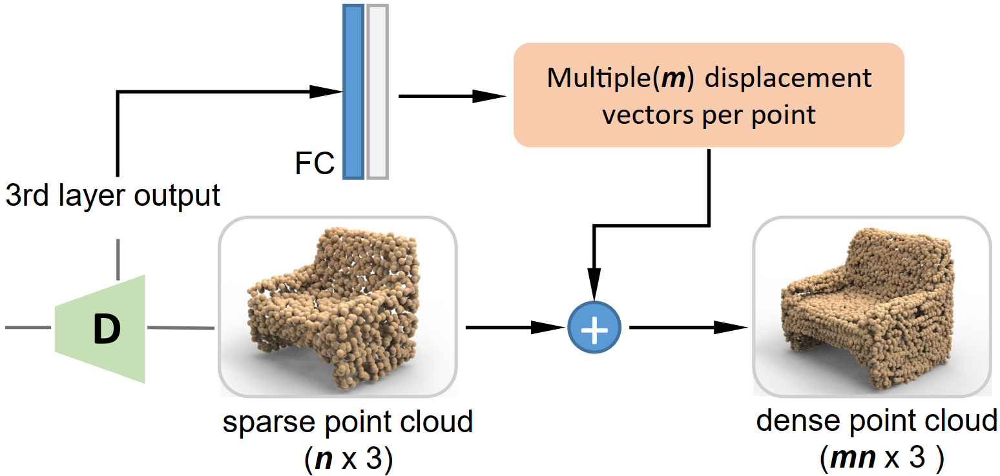 Multiple(m) displacement
vectors per point
FC
3rd layer output
D
+
sparse point cloud
(n x 3)
dense point cloud
(mn x 3 )